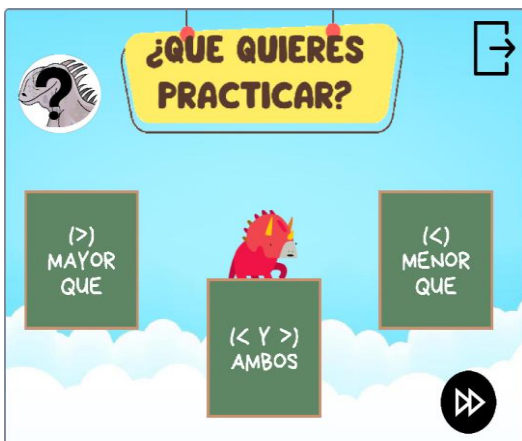 ¿QUE QUIERES
PRACTICAR?
?
(>)
MAYOR
QUE
(< Y >)
AMBOS
(<)
MENOR
QUE